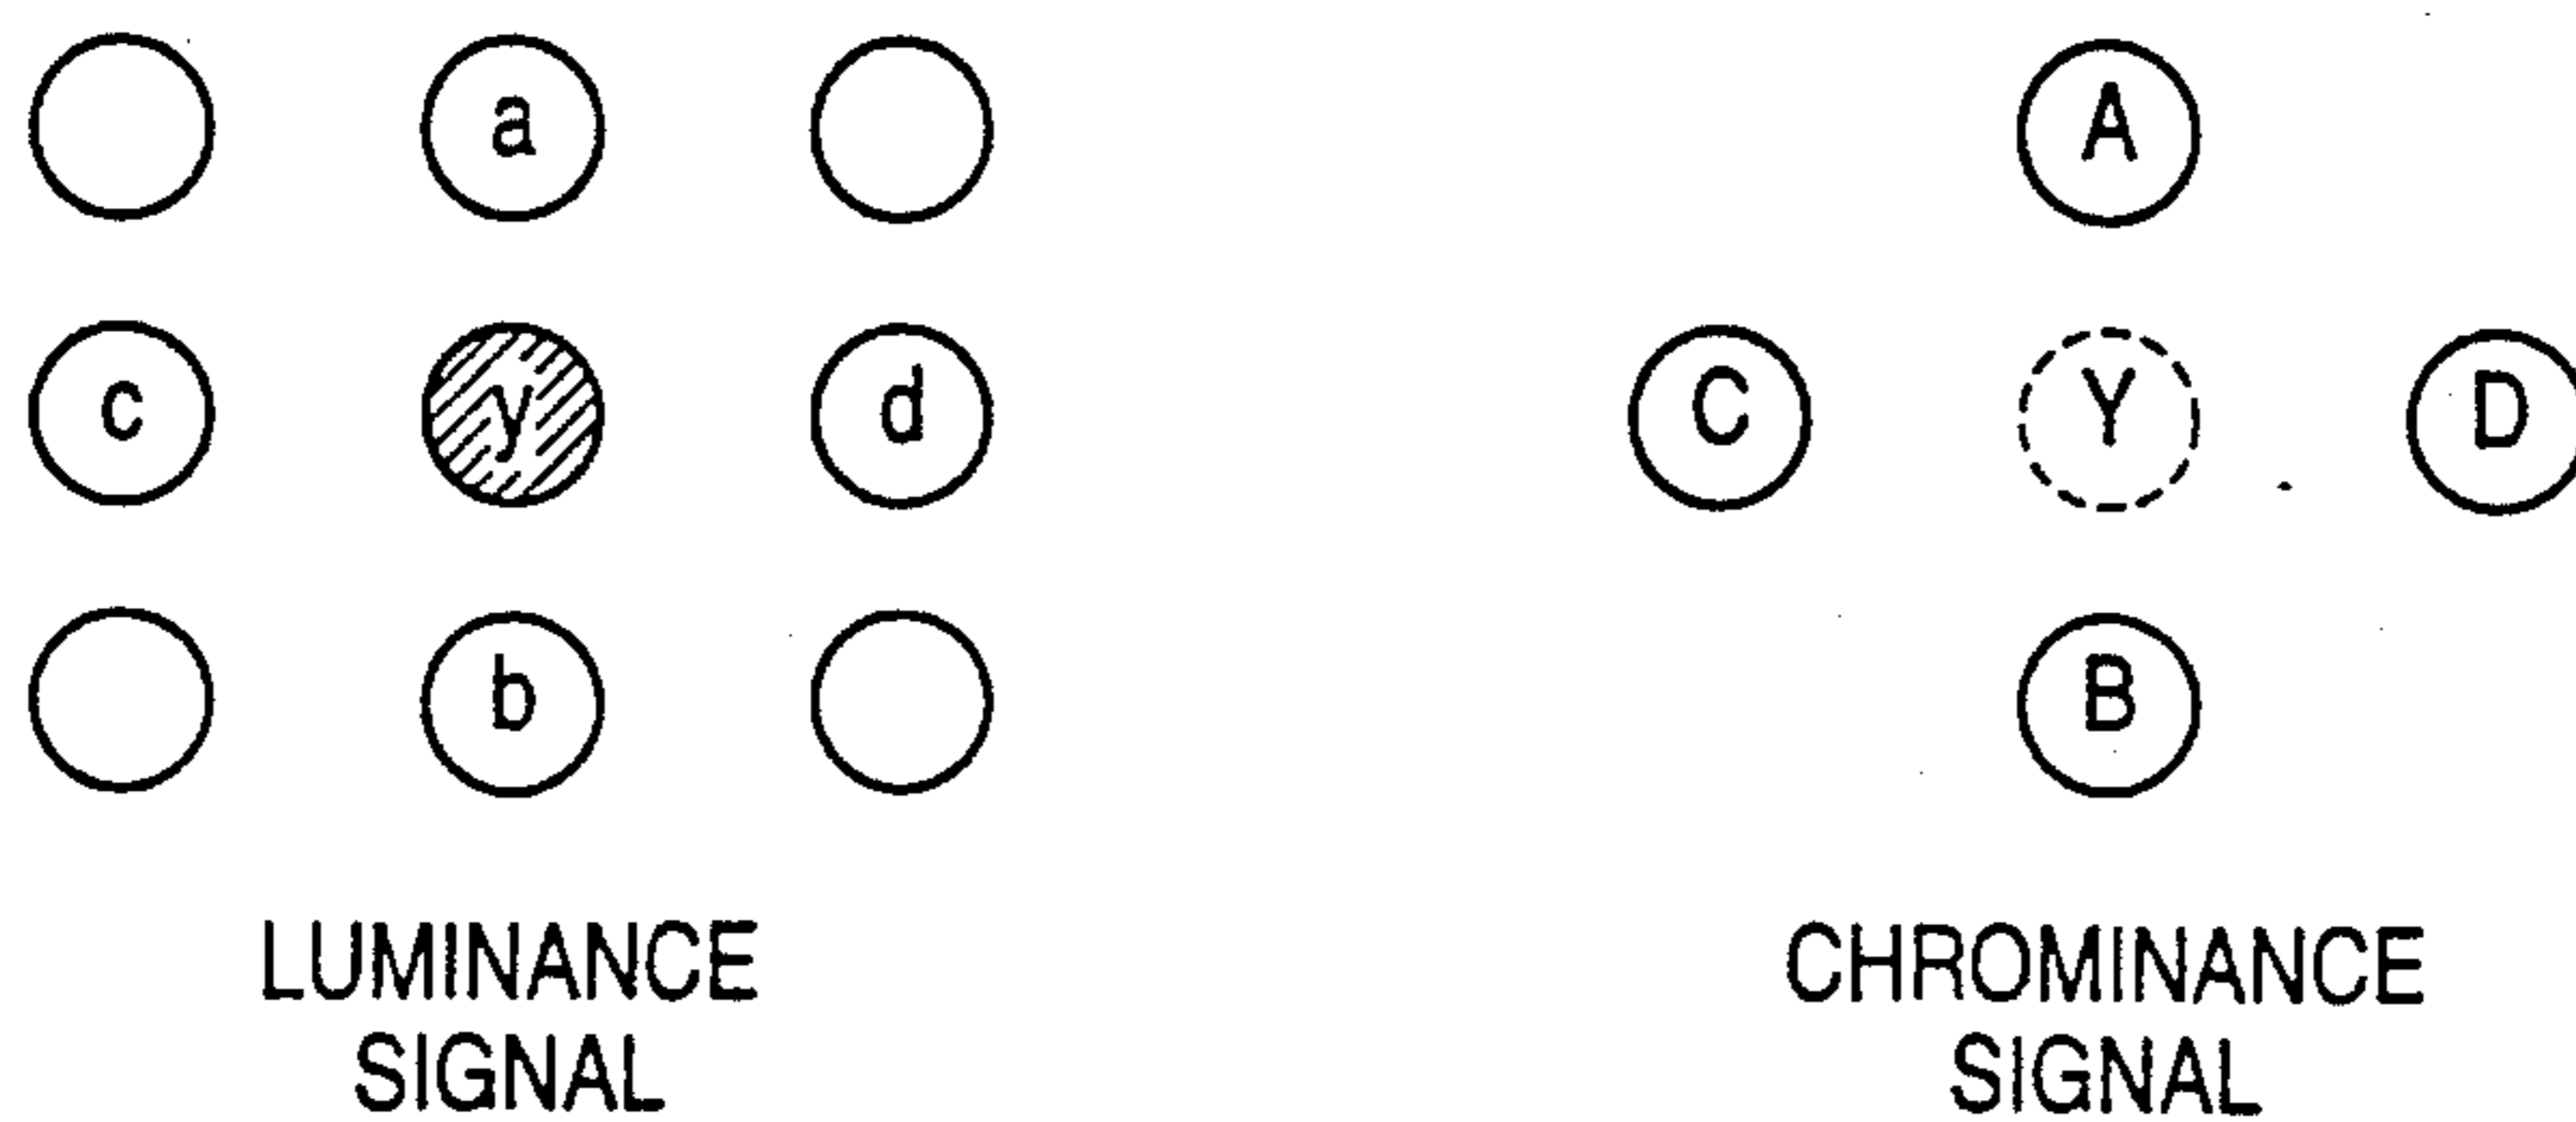 a A
c y d C Y D
b B
LUMINANCE CHROMINANCE
SIGNAL SIGNAL